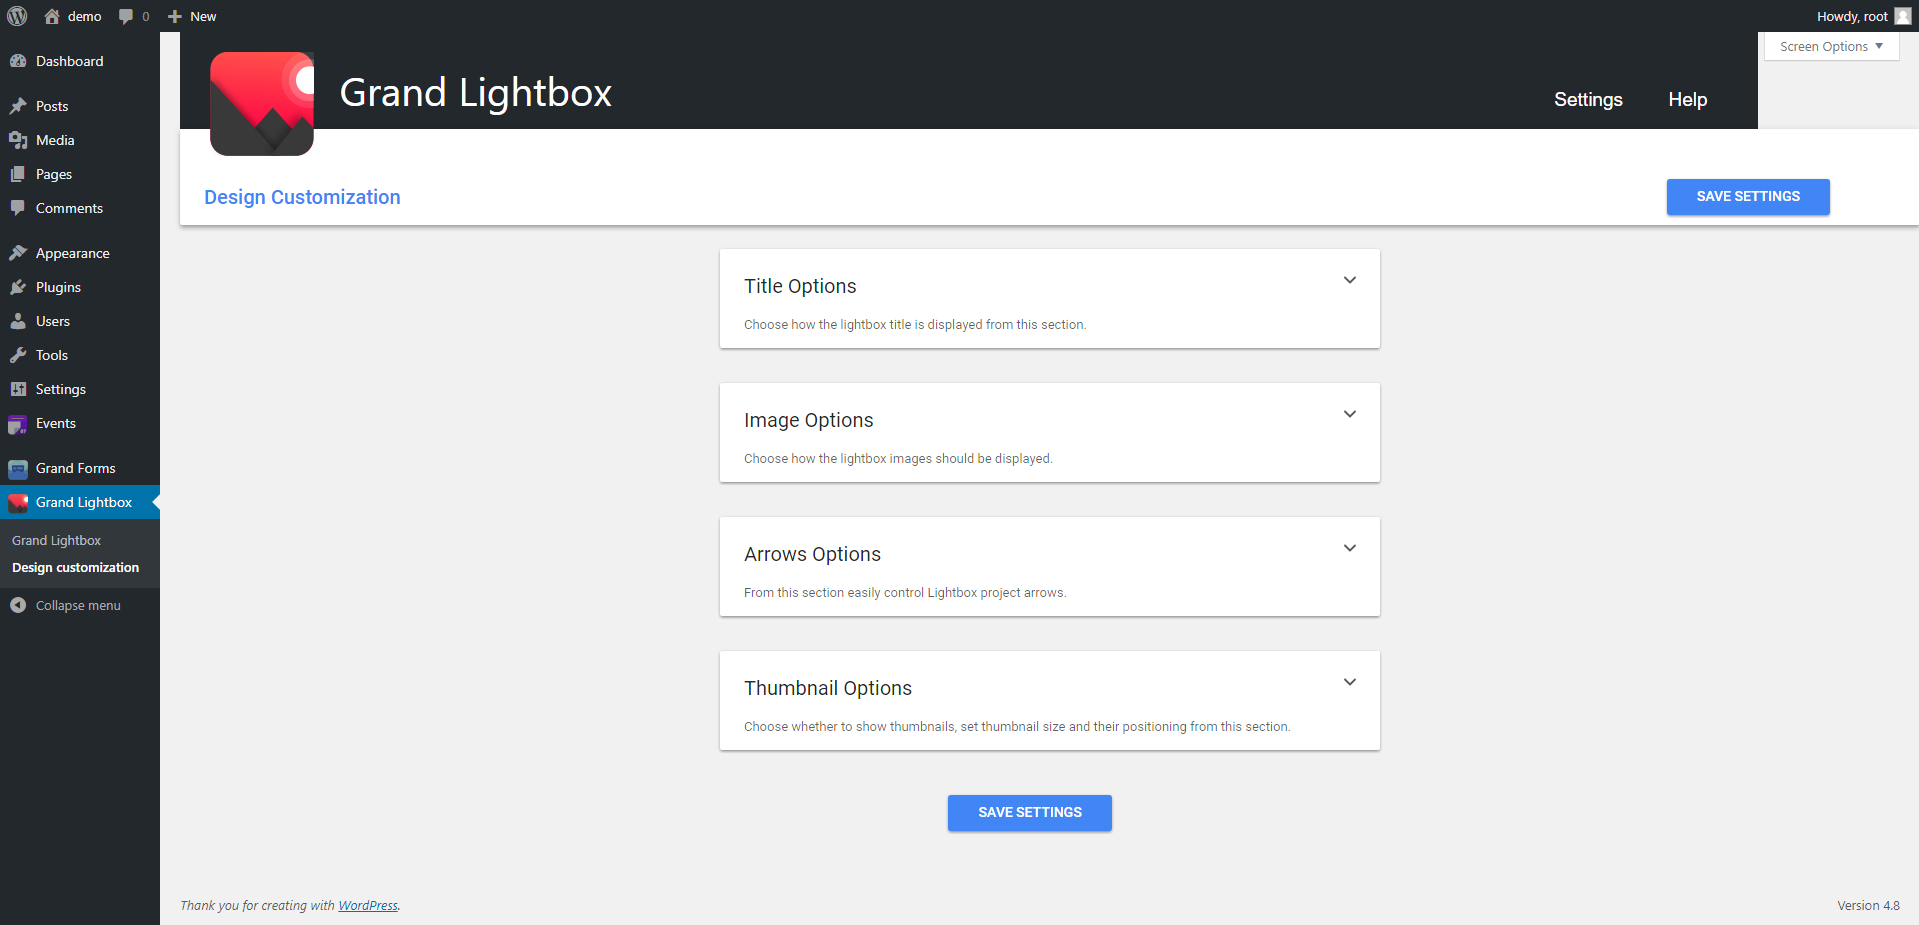 demo 0 New Howdy, root
Screen Options
Dashboard
Posts
Media
Pages
Comments
Appearance
Plugins
Users
Tools
Settings
Events
Grand Forms
Grand Lightbox
Grand Lightbox
Design customization
Collapse menu
Grand Lightbox
Settings Help
Design Customization SAVE SETTINGS
Title Options
Choose how the lightbox title is displayed from this section.
Image Options
Choose how the lightbox images should be displayed.
Arrows Options
From this section easily control Lightbox project arrows.
Thumbnail Options
Choose whether to show thumbnails, set thumbnail size and their positioning from this section.
SAVE SETTINGS
Thank you for creating with WordPress. Version 4.8